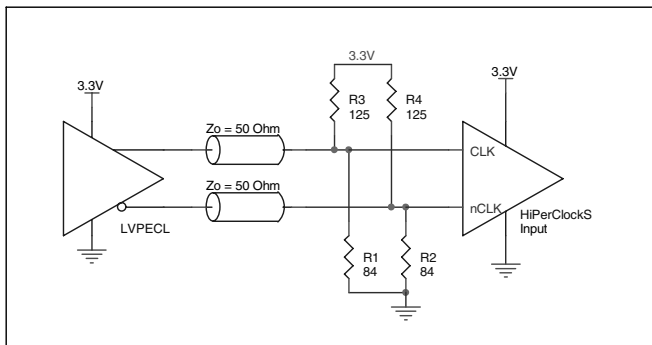 3.3V
3.3V
3.3V
R3
125
R4
125
Zo = 50 Ohm
CLK
Zo = 50 Ohm
nCLK
HiPerClockS
Input
LVPECL
R1
84
R2
84